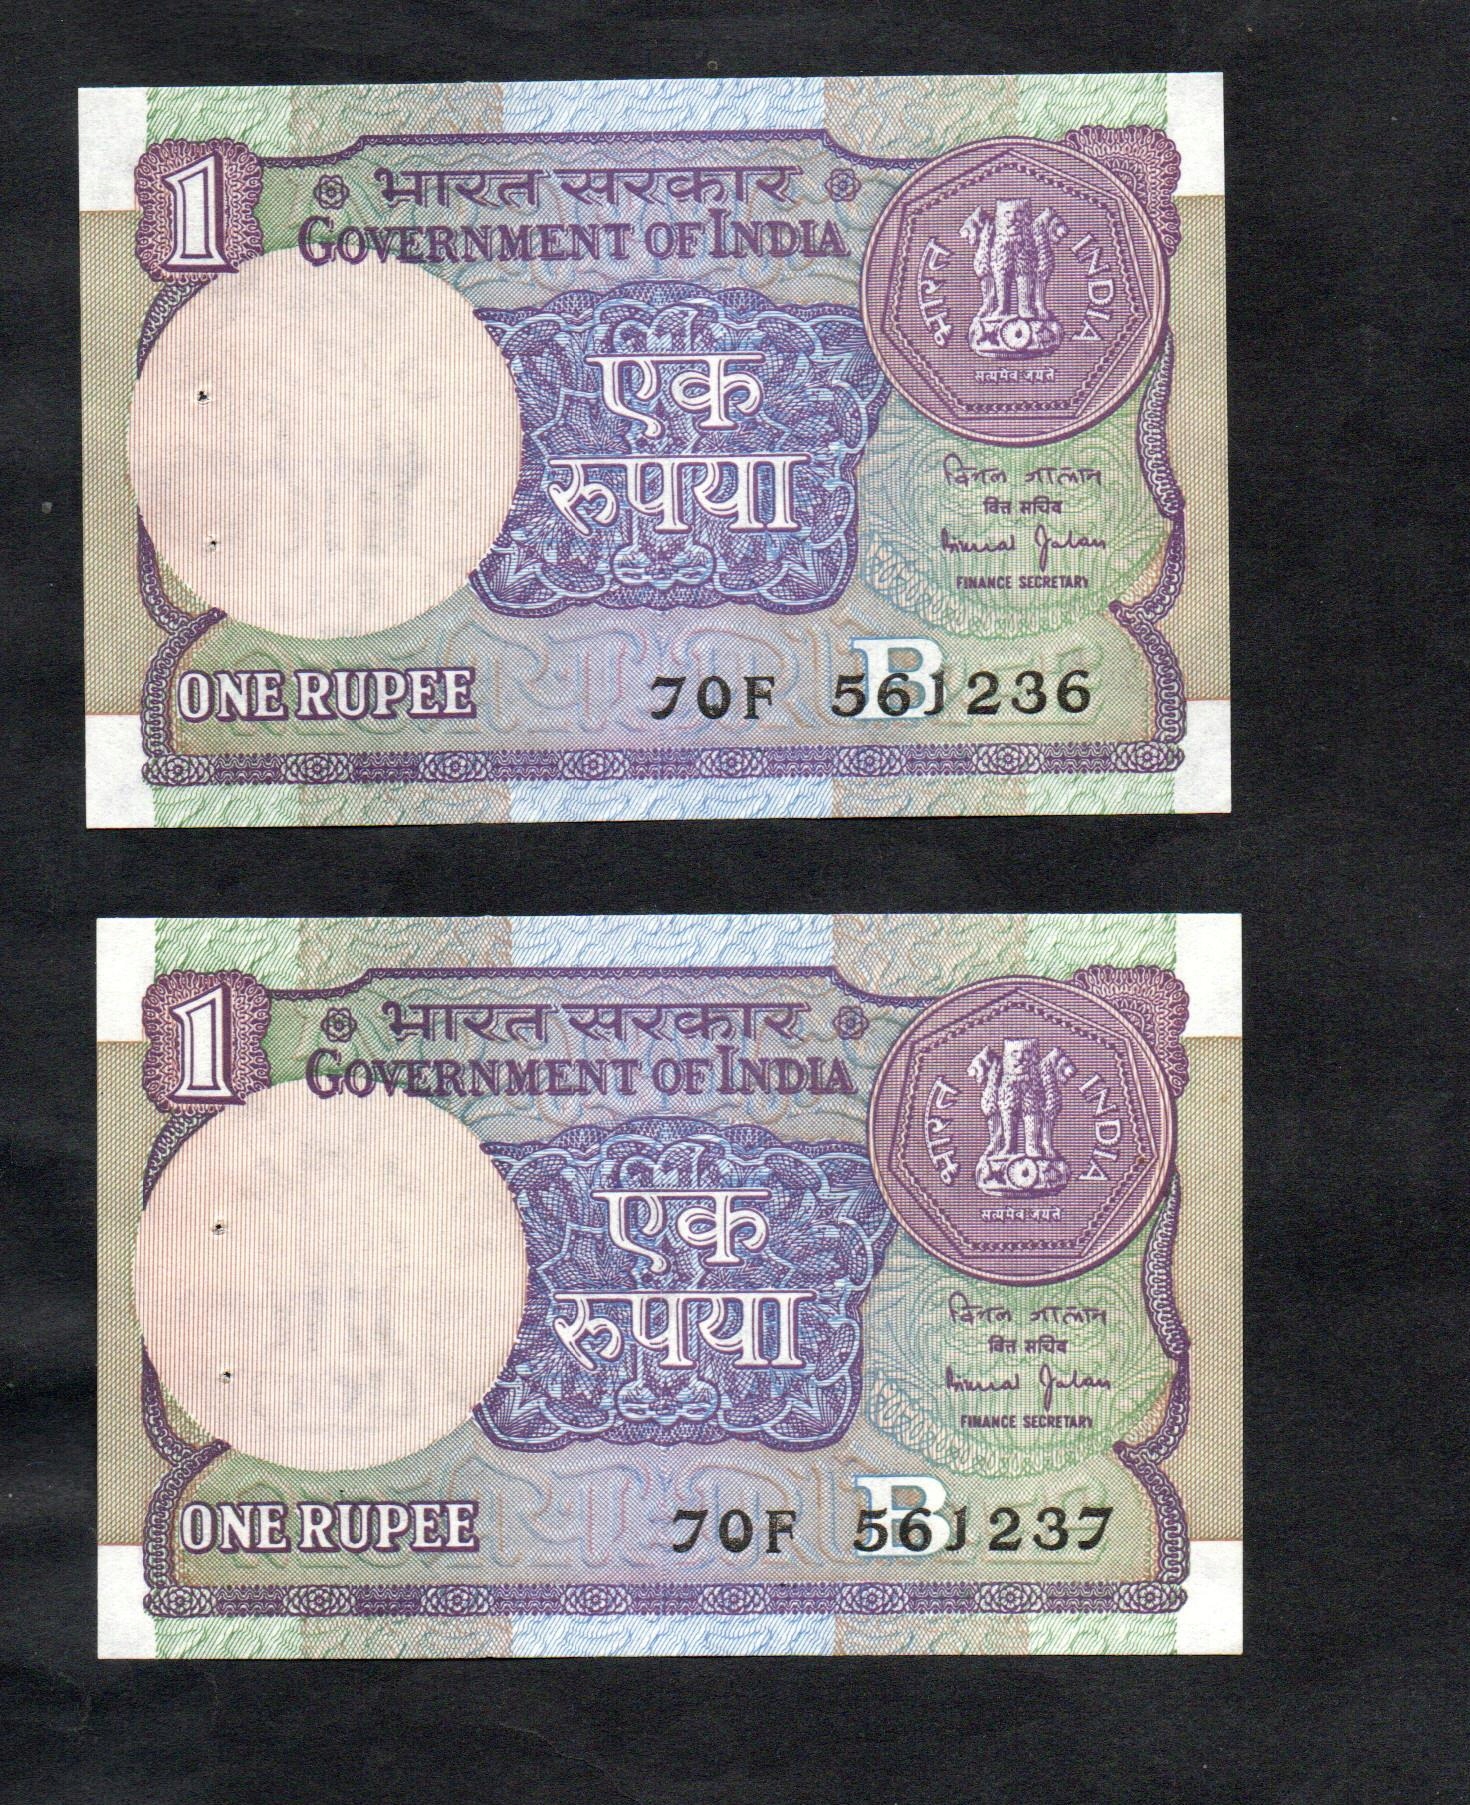 1
भारत सरकार
GOVERNMENT OF INDIA
भारत
INDIA
सत्यमेव जयते
एक
रुपया
वित्त सचिव
Bimal Jalan
FINANCE SECRETARY
ONE RUPEE
B
70F 561236
1
भारत सरकार
GOVERNMENT OF INDIA
भारत
INDIA
सत्यमेव जयते
एक
रुपया
वित्त सचिव
Bimal Jalan
FINANCE SECRETARY
ONE RUPEE
B
70F 561237